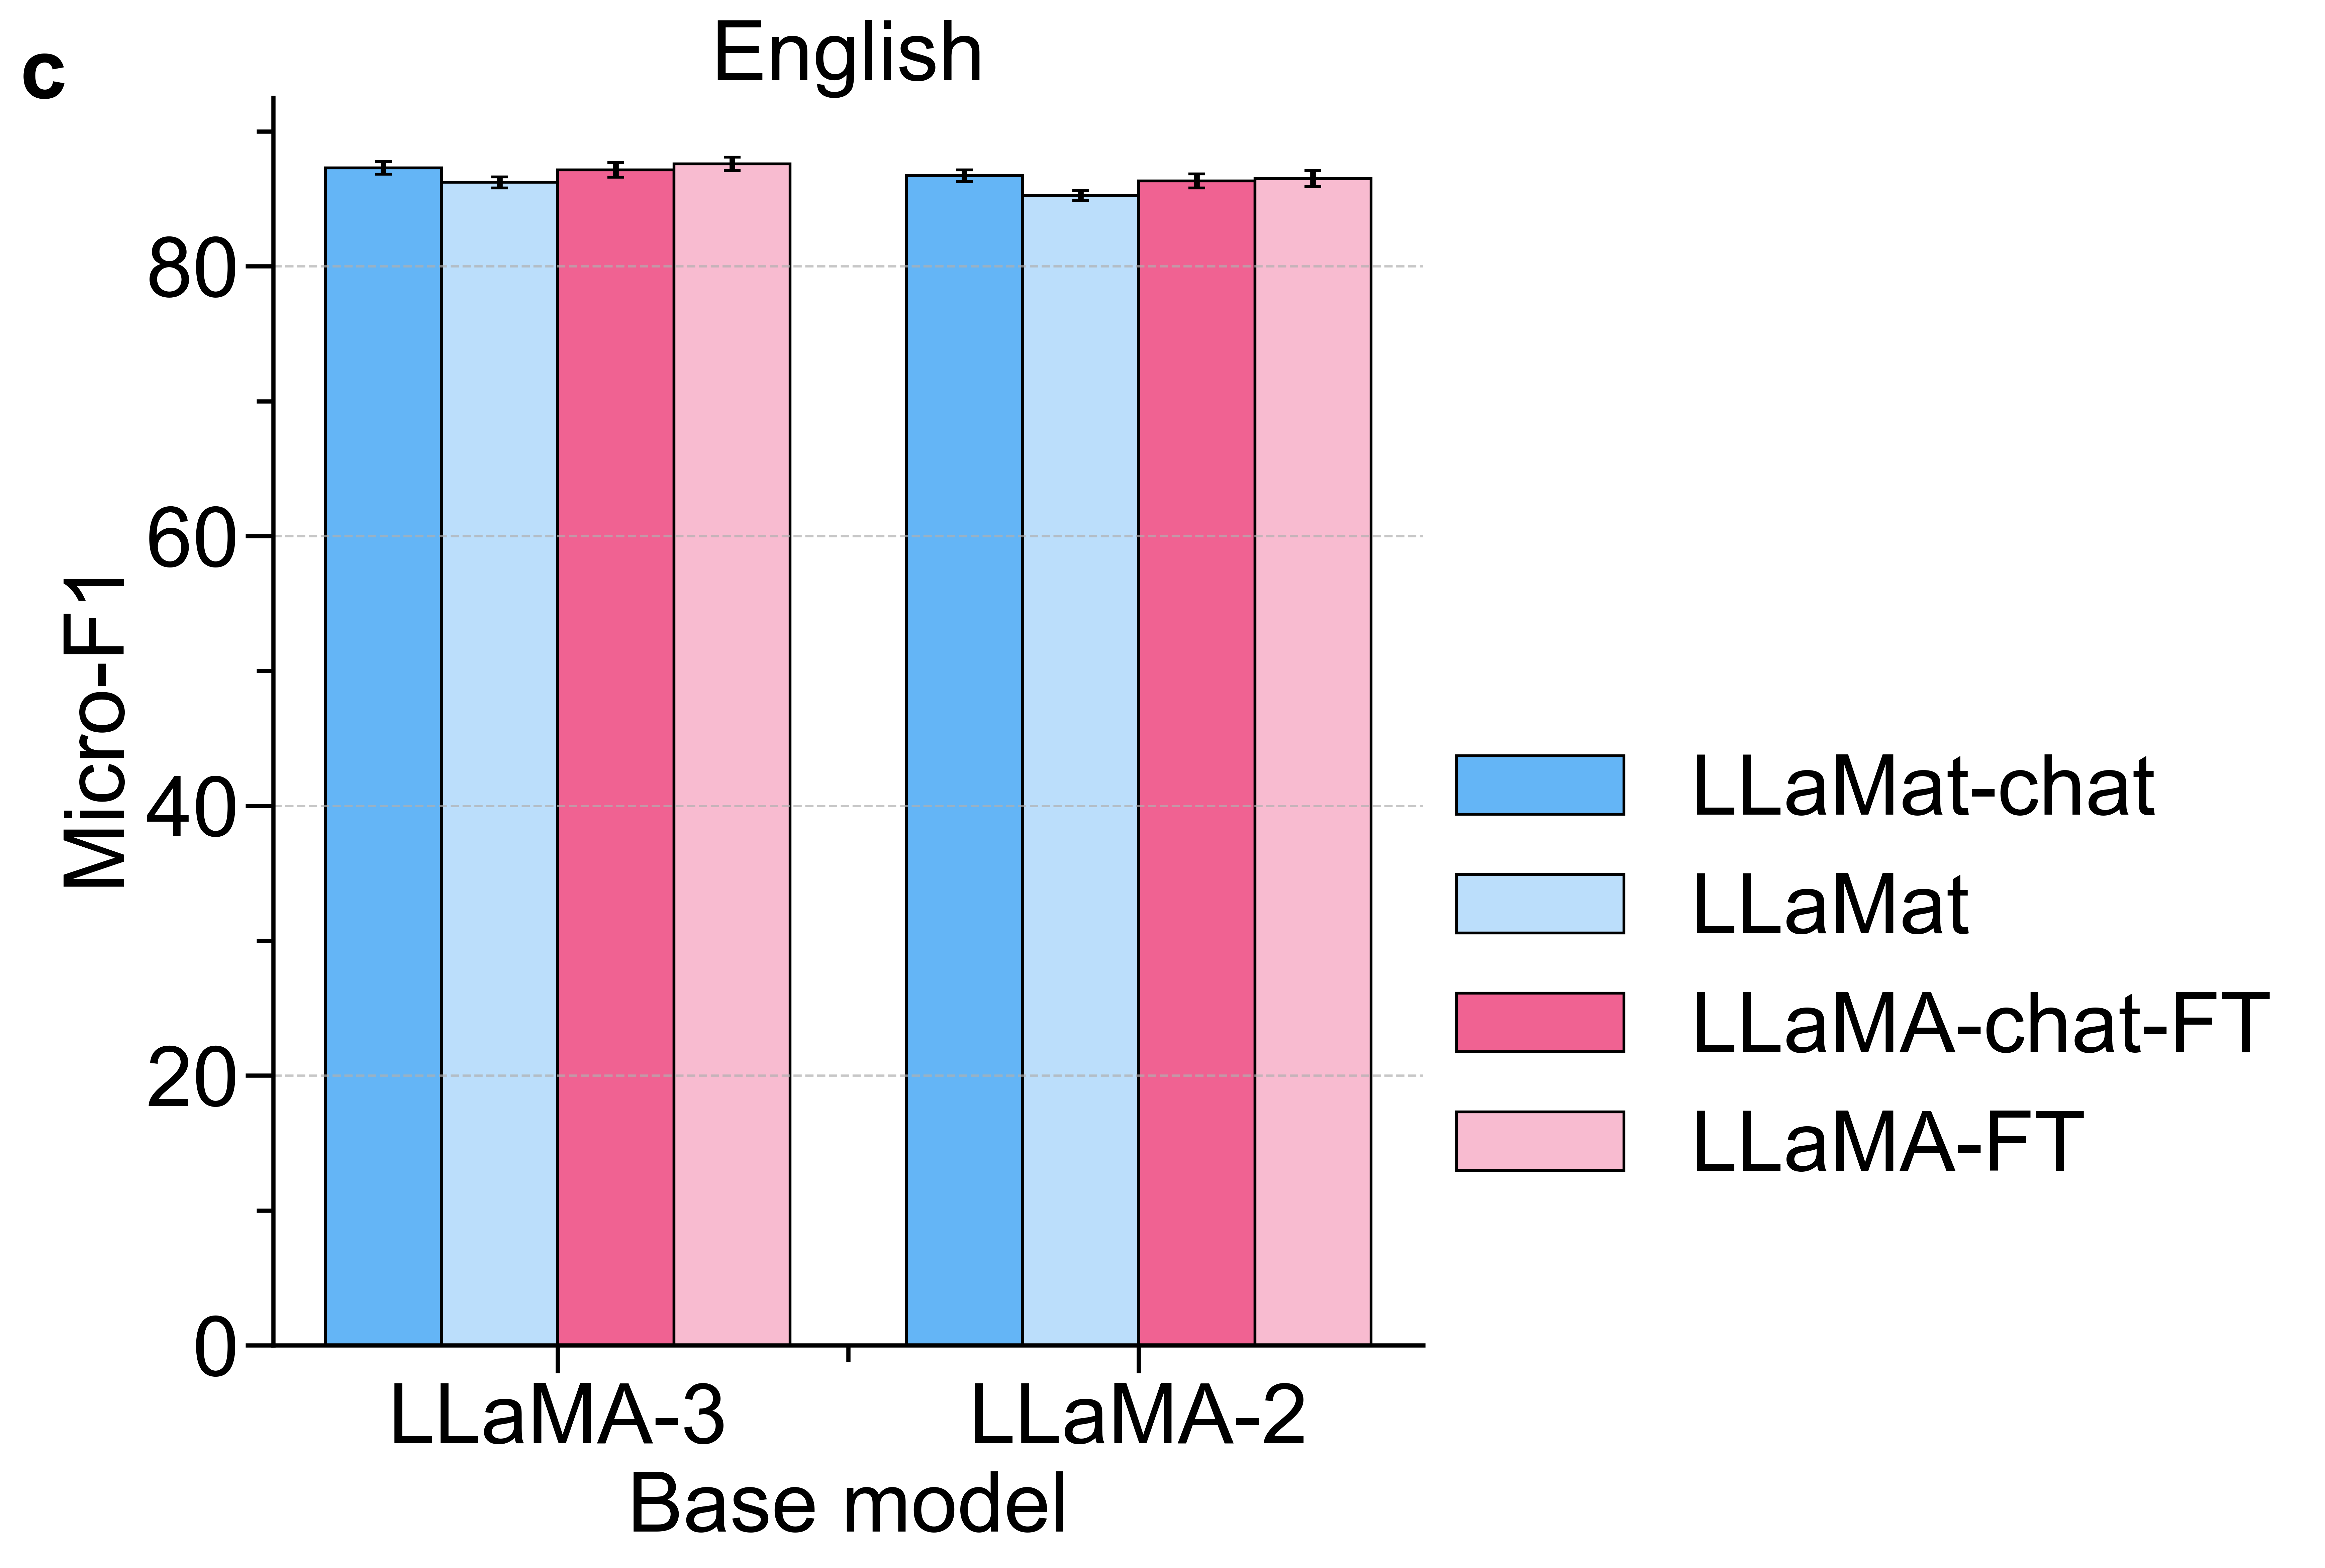 c
English
Micro-F1
80
60
40
20
0
LLaMA-3
LLaMA-2
Base model
LLaMat-chat
LLaMat
LLaMA-chat-FT
LLaMA-FT